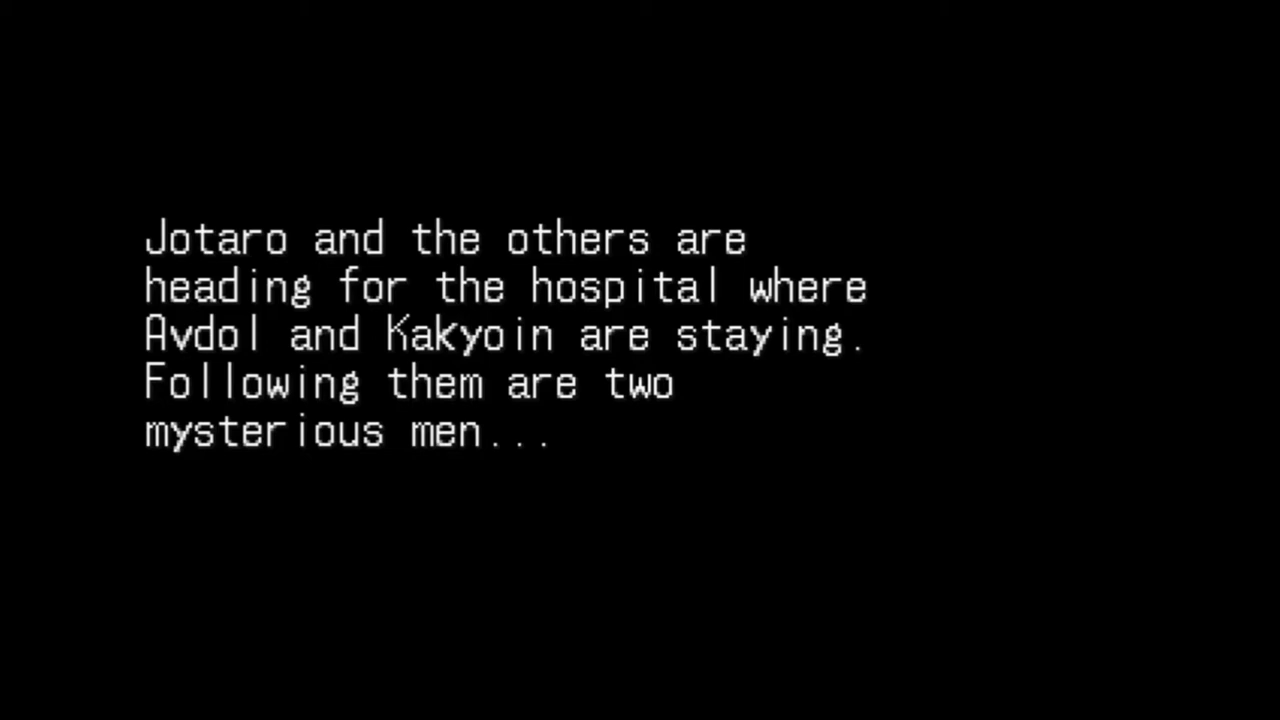 Jotaro and the others are
heading for the hospital where
Avdol and Kakyoin are staying.
Following them are two
mysterious men...